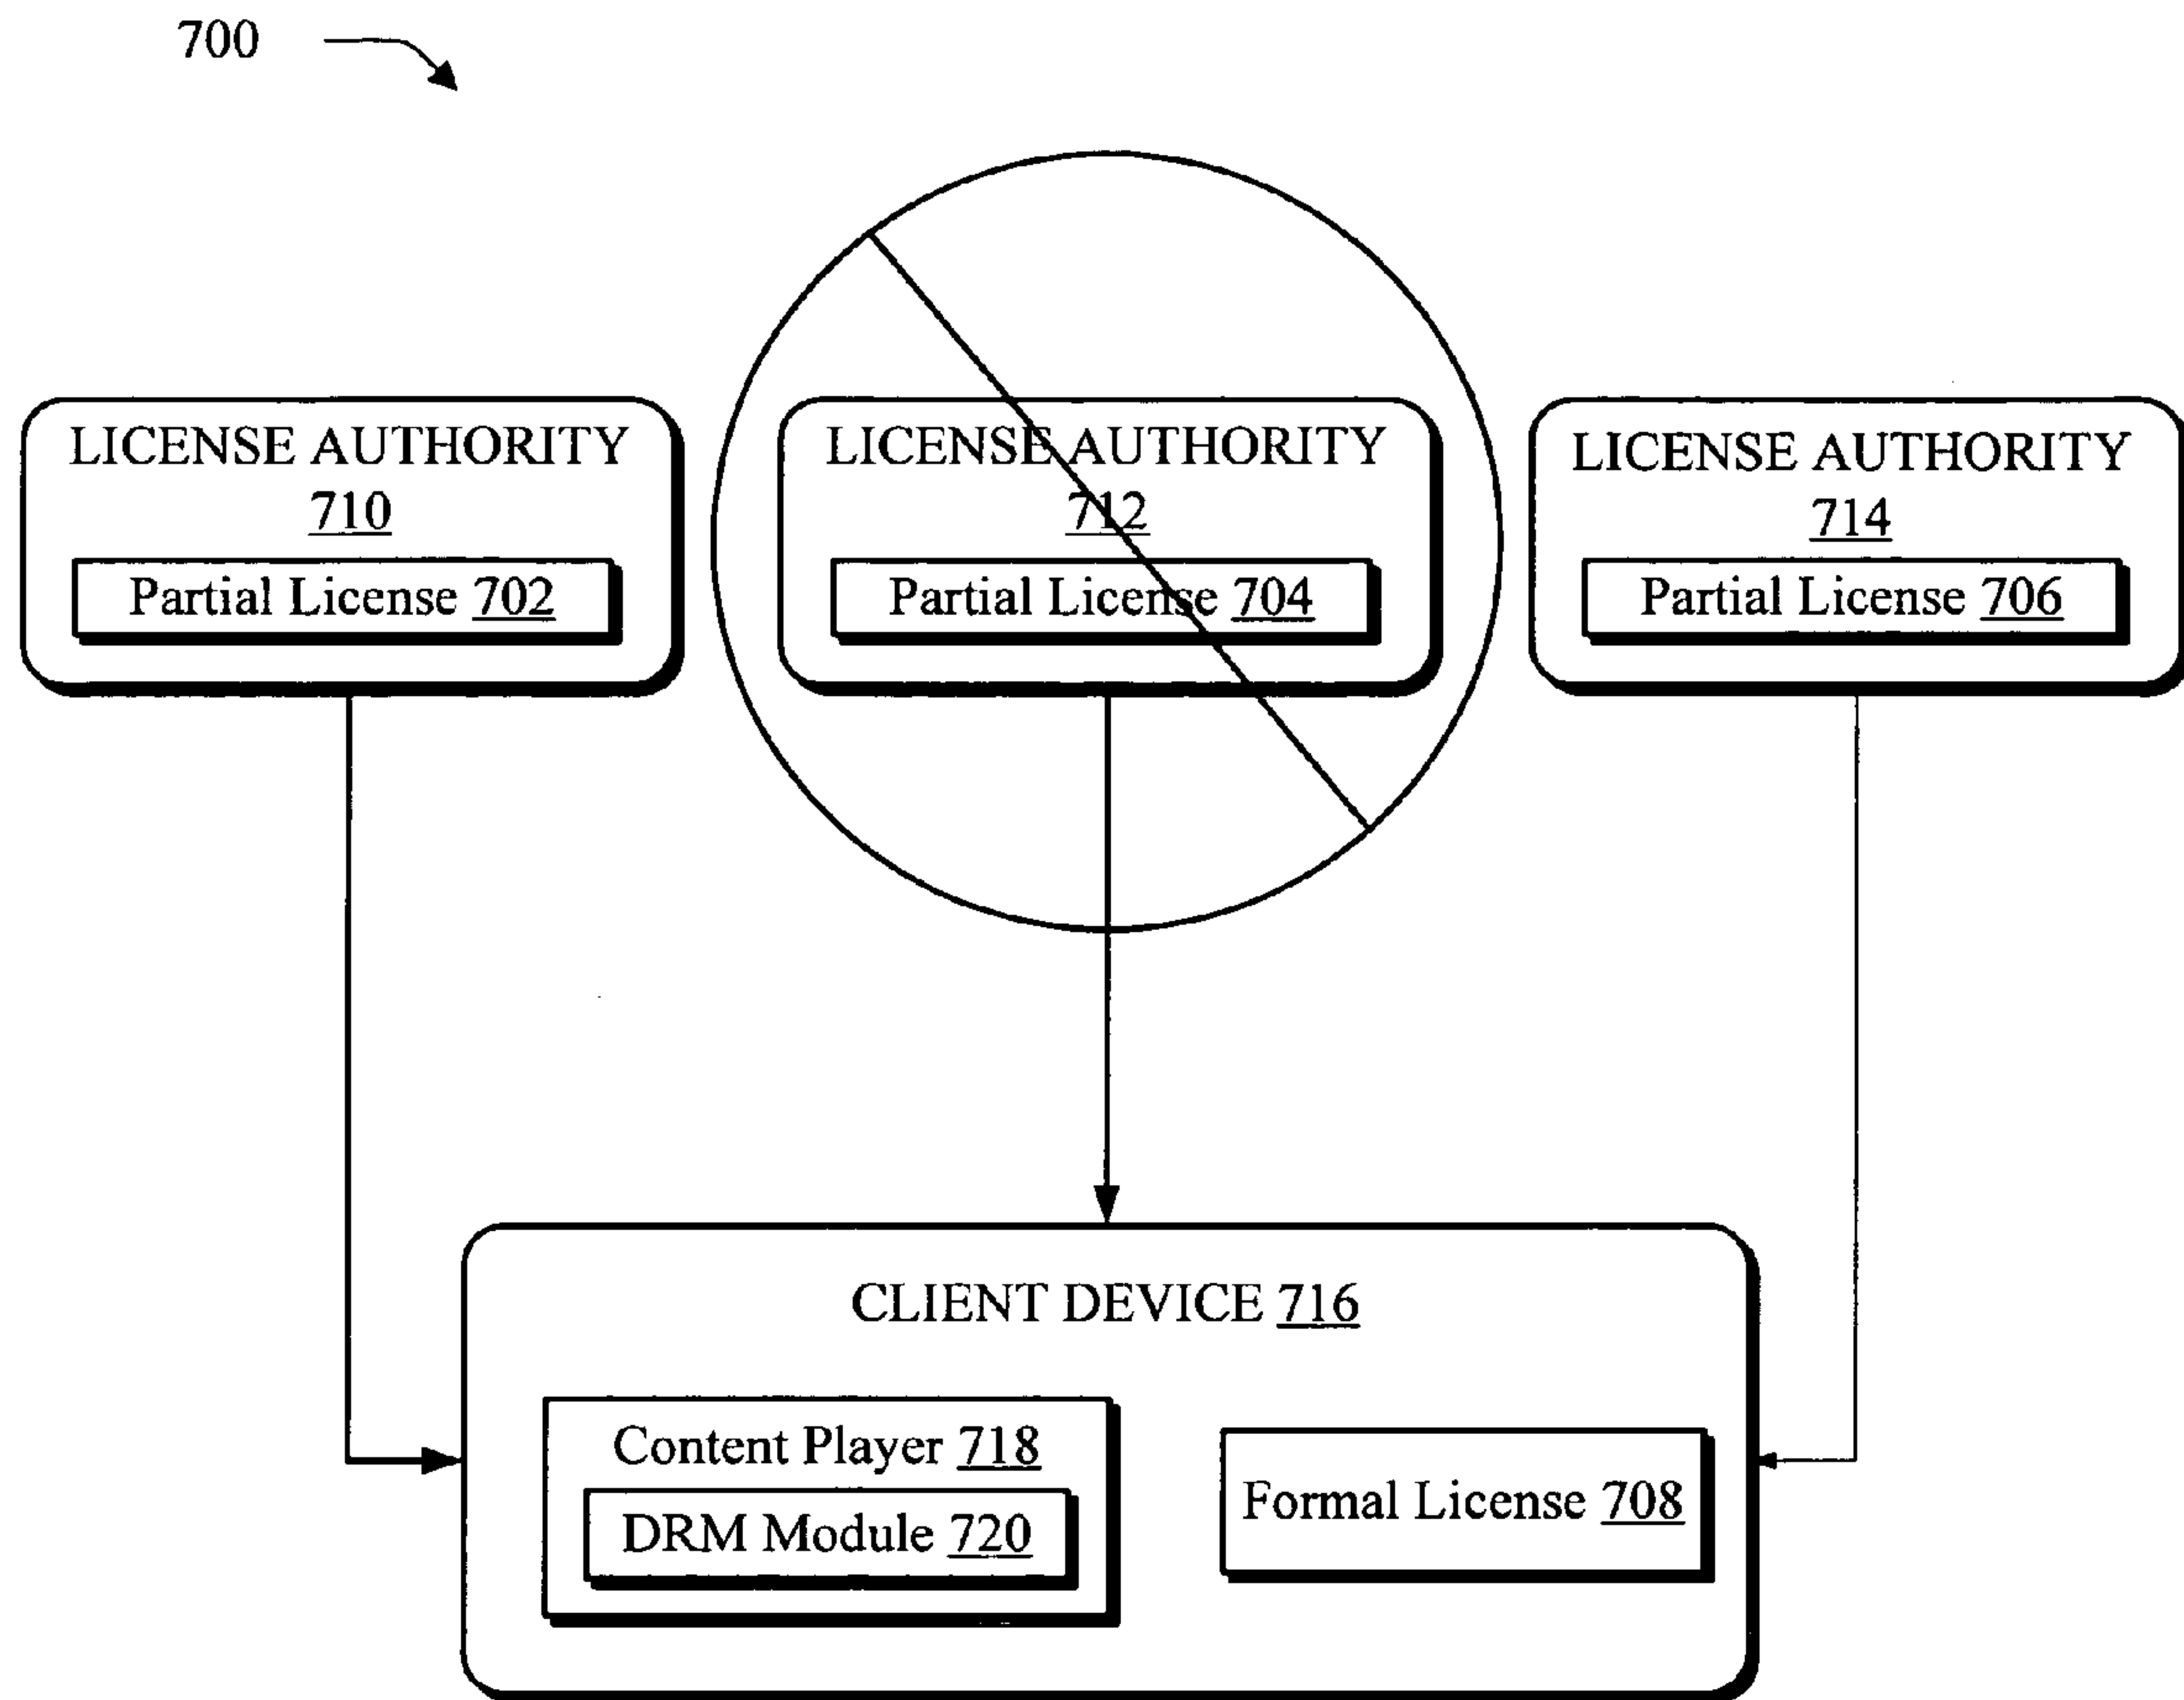 700
LICENSE AUTHORITY
710
Partial License 702
LICENSE AUTHORITY
712
Partial License 704
LICENSE AUTHORITY
714
Partial License 706
CLIENT DEVICE 716
Content Player 718
DRM Module 720
Formal License 708